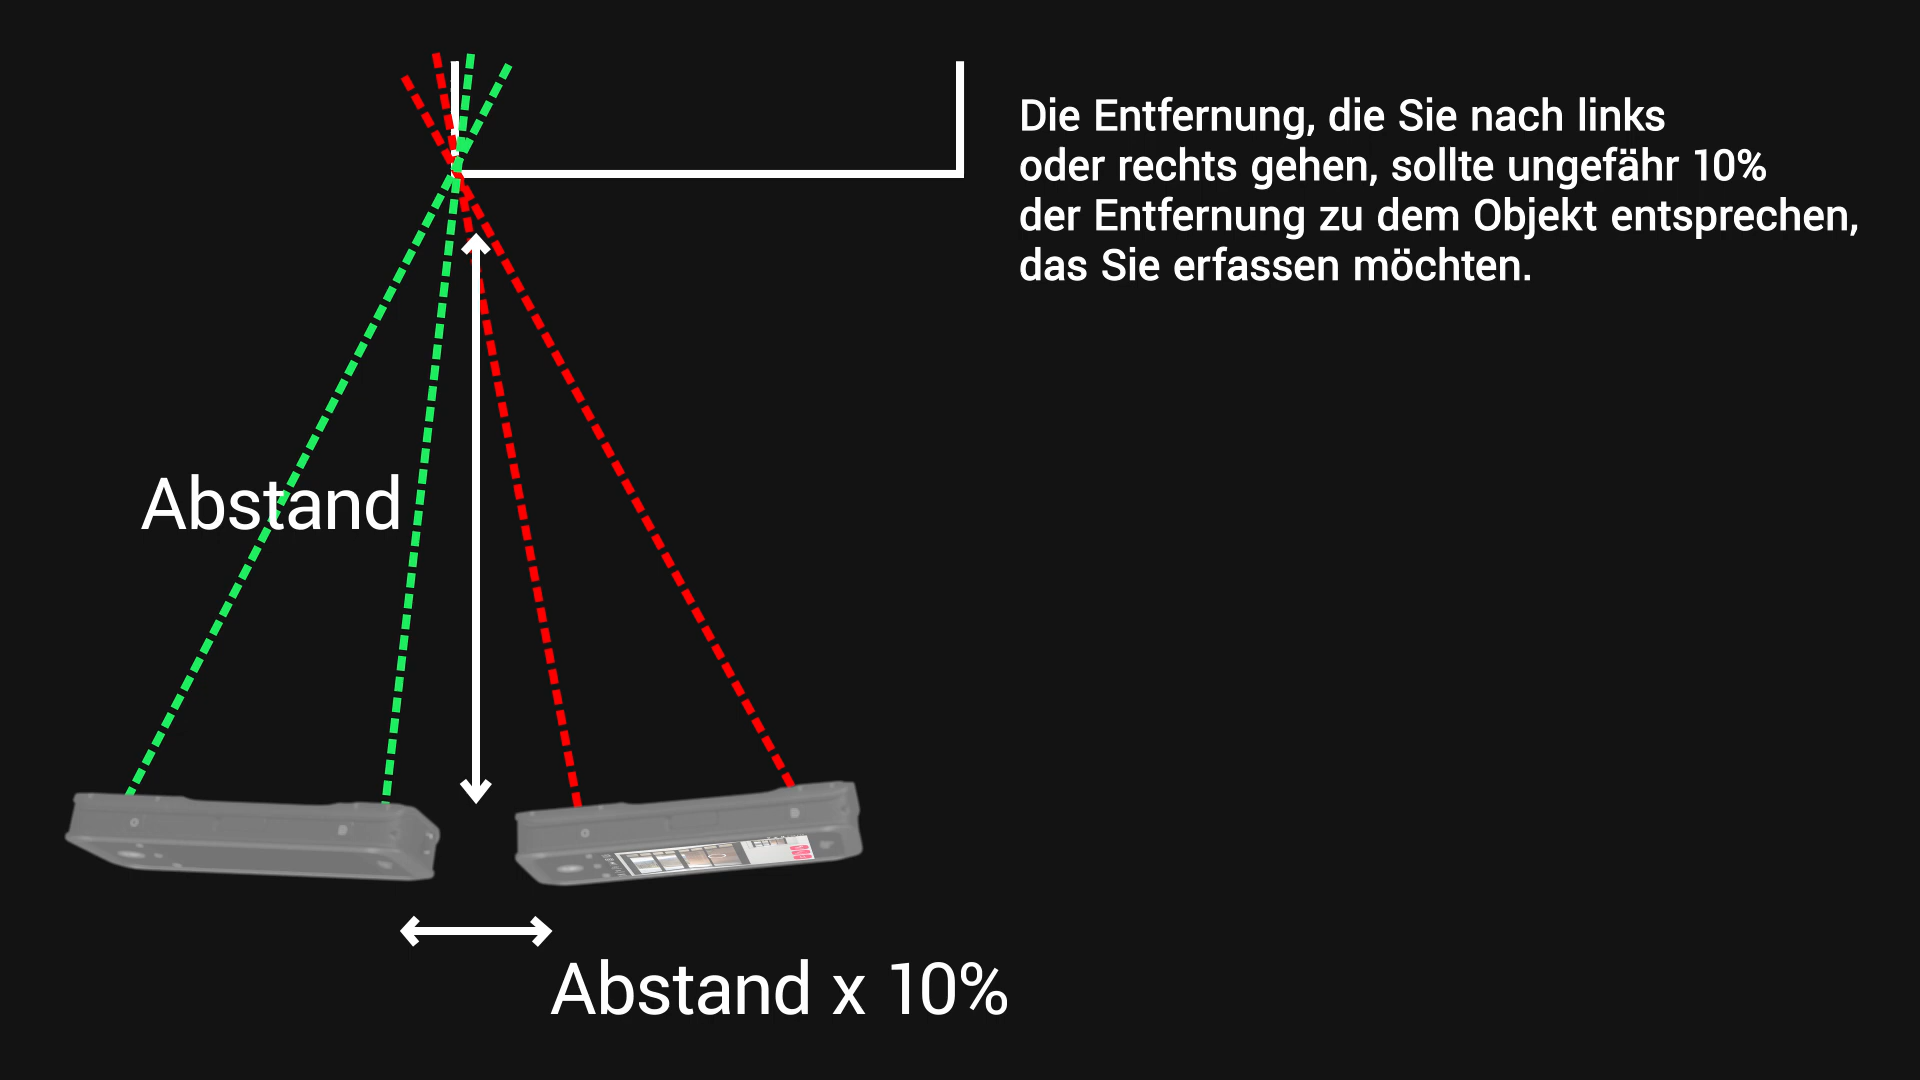 Die Entfernung, die Sie nach links
oder rechts gehen, sollte ungefähr 10%
der Entfernung zu dem Objekt entsprechen,
das Sie erfassen möchten.
Abstand
Abstand x 10%